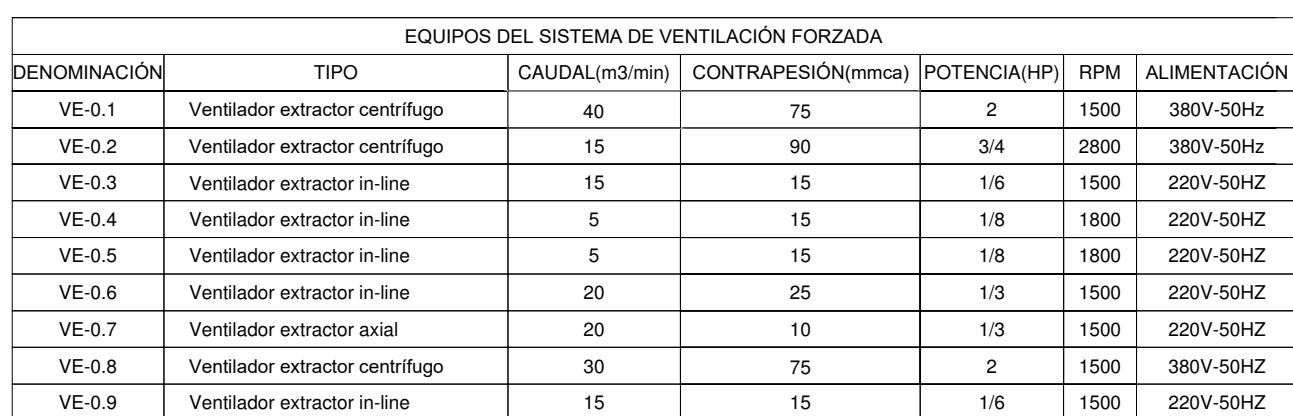 EQUIPOS DEL SISTEMA DE VENTILACIÓN FORZADA
DENOMINACIÓN TIPO CAUDAL(m3/min) CONTRAPESIÓN(mmca) POTENCIA(HP) RPM ALIMENTACIÓN
VE-0.1 Ventilador extractor centrífugo 40 75 2 1500 380V-50Hz
VE-0.2 Ventilador extractor centrífugo 15 90 3/4 2800 380V-50Hz
VE-0.3 Ventilador extractor in-line 15 15 1/6 1500 220V-50HZ
VE-0.4 Ventilador extractor in-line 5 15 1/8 1800 220V-50HZ
VE-0.5 Ventilador extractor in-line 5 15 1/8 1800 220V-50HZ
VE-0.6 Ventilador extractor in-line 20 25 1/3 1500 220V-50HZ
VE-0.7 Ventilador extractor axial 20 10 1/3 1500 220V-50HZ
VE-0.8 Ventilador extractor centrífugo 30 75 2 1500 380V-50HZ
VE-0.9 Ventilador extractor in-line 15 15 1/6 1500 220V-50HZ